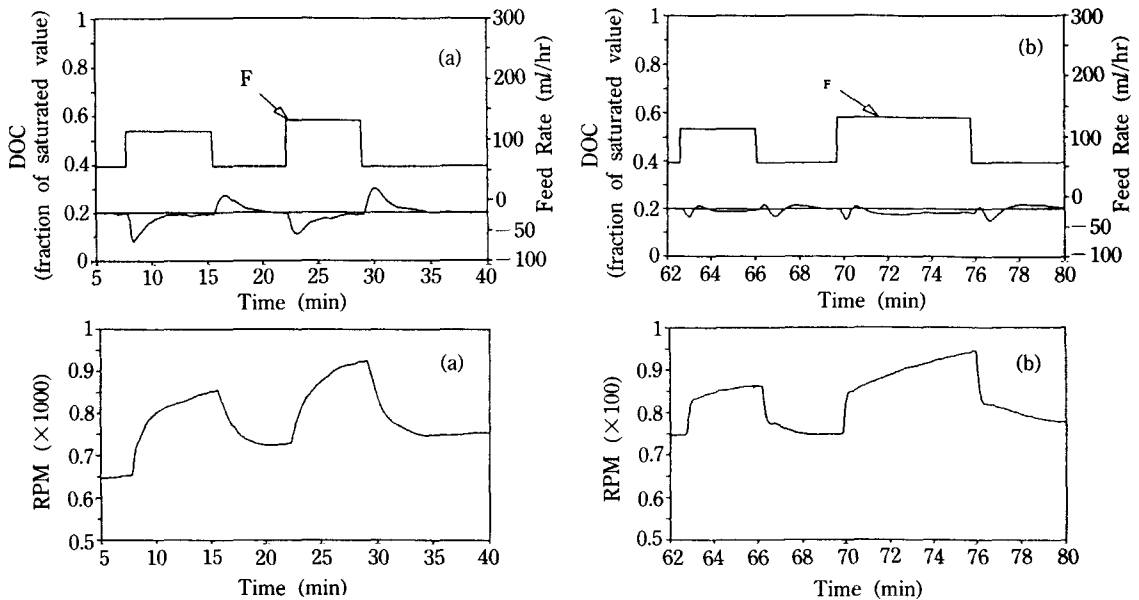 DOC
(fraction of saturated value)
1
0.8
0.6
0.4
0.2
0
(a)
F
300
200
100
0
-50
-100
Feed Rate (ml/hr)
5 10 15 20 25 30 35 40
Time (min)
DOC
(fraction of saturated value)
1
0.8
0.6
0.4
0.2
0
(b)
F
300
200
100
0
-50
-100
Feed Rate (ml/hr)
62 64 66 68 70 72 74 76 78 80
Time (min)
RPM (×1000)
1
0.9
0.8
0.7
0.6
0.5
(a)
5 10 15 20 25 30 35 40
Time (min)
RPM (×100)
1
0.9
0.8
0.7
0.6
0.5
(b)
62 64 66 68 70 72 74 76 78 80
Time (min)